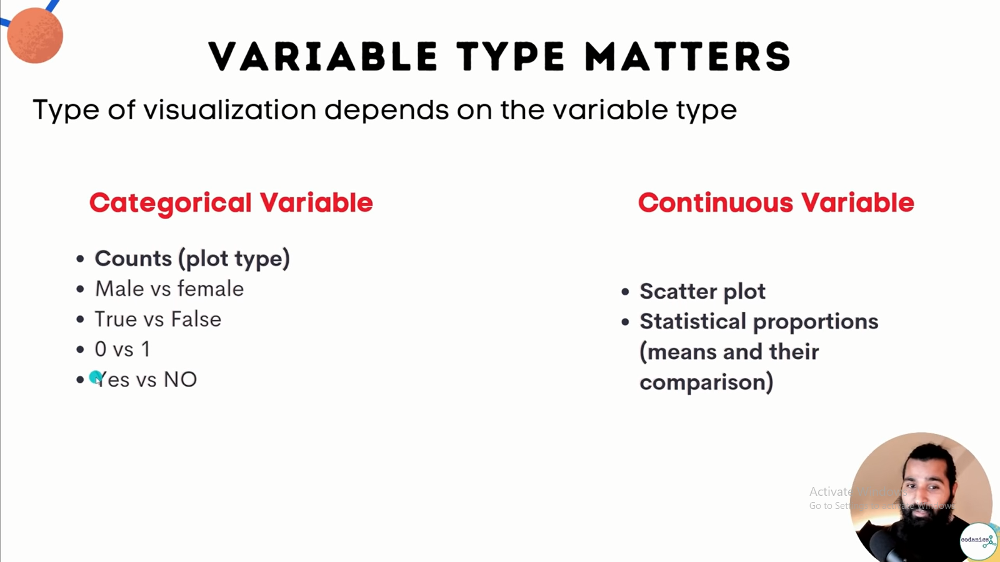 VARIABLE TYPE MATTERS
Type of visualization depends on the variable type
Categorical Variable
• Counts (plot type)
• Male vs female
• True vs False
• 0 vs 1
• Yes vs NO
Continuous Variable
• Scatter plot
• Statistical proportions
(means and their
comparison)
Activate Windows
Go to Settings to activate Windows.
codanics